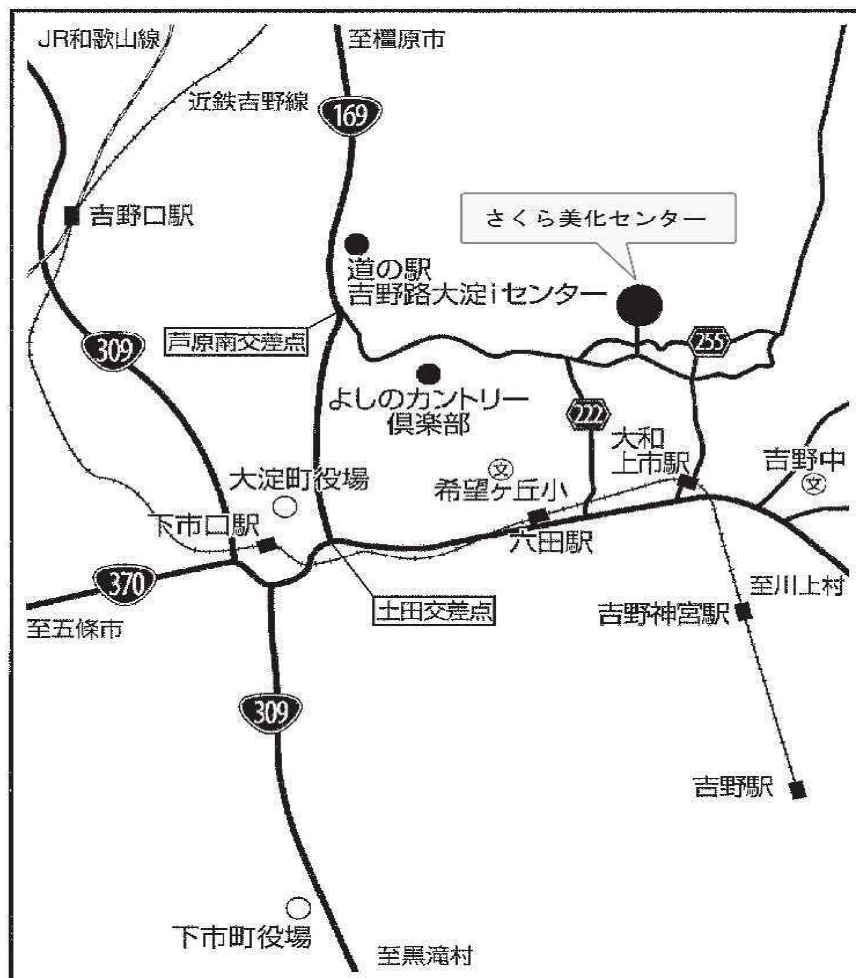 JR和歌山線
至橿原市
近鉄吉野線
169
吉野口駅
さくら美化センター
道の駅
吉野路大淀iセンター
芦原南交差点
309
255
よしのカントリー
倶楽部
222
大和
上市駅
吉野中
文
大淀町役場
文
希望ヶ丘小
下市口駅
六田駅
370
至五條市
土田交差点
至川上村
吉野神宮駅
309
吉野駅
下市町役場
至黒滝村